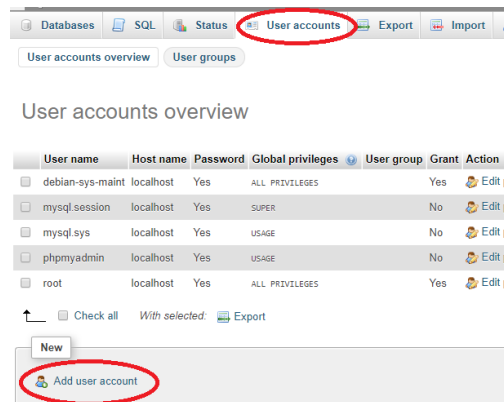 Databases SQL Status User accounts Export Import
User accounts overview User groups
User accounts overview
User name Host name Password Global privileges User group Grant Action
debian-sys-maint localhost Yes ALL PRIVILEGES Yes Edit
mysql.session localhost Yes SUPER No Edit
mysql.sys localhost Yes USAGE No Edit
phpmyadmin localhost Yes USAGE No Edit
root localhost Yes ALL PRIVILEGES Yes Edit
Check all With selected: Export
New
Add user account